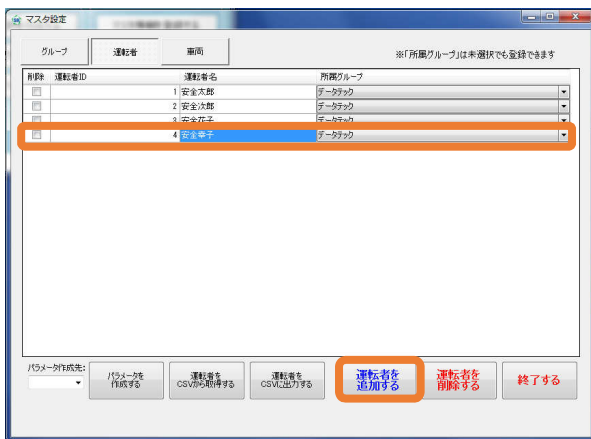 マスタ設定
グループ 運転者 車両 ※「所属グループ」は未選択でも登録できます
削除 運転者ID 運転者名 所属グループ
1 安全太郎 データテック
2 安全次郎 データテック
3 安全花子 データテック
4 安全幸子 データテック
パラメータ作成先:
パラメータを
作成する
運転者を
CSVから取得する
運転者を
CSVに出力する
運転者を
追加する
運転者を
削除する
終了する